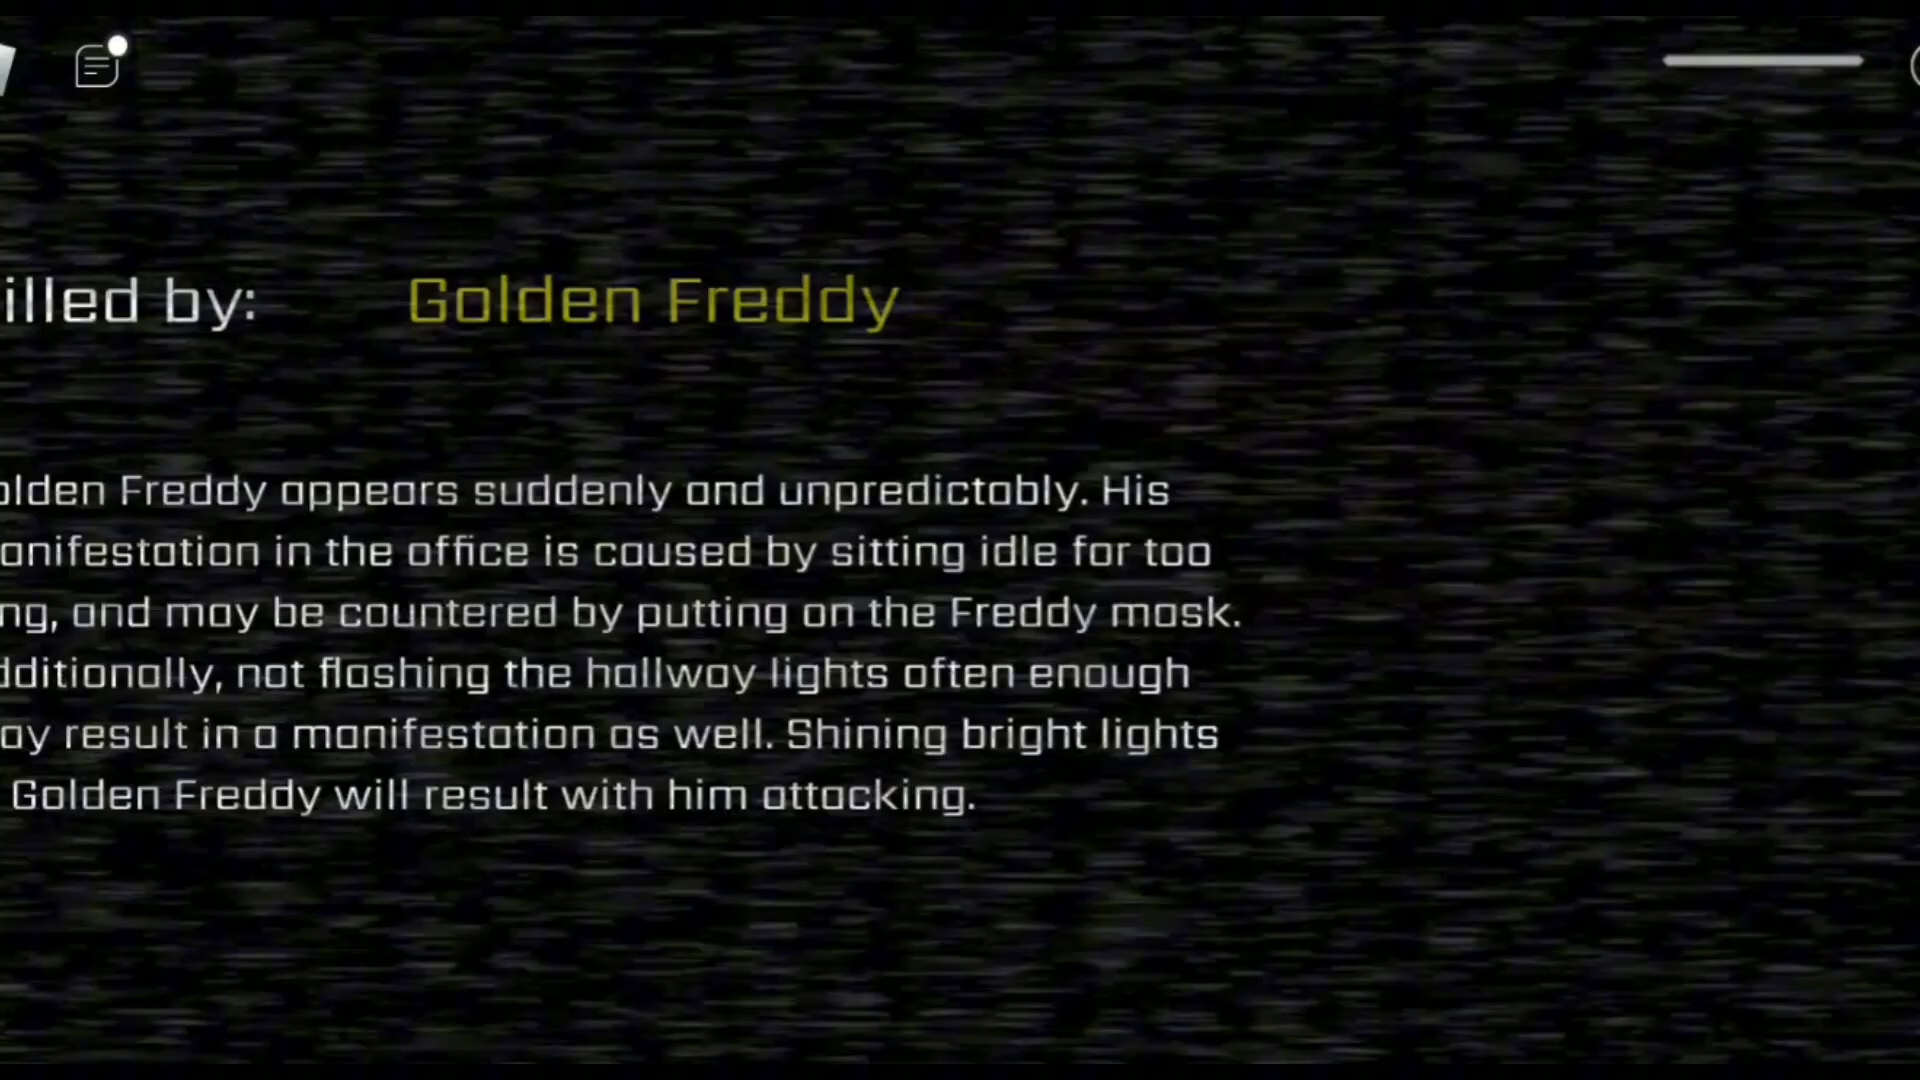 illed by: Golden Freddy
olden Freddy appears suddenly and unpredictably. His
anifestation in the office is caused by sitting idle for too
ng, and may be countered by putting on the Freddy mask.
dditionally, not flashing the hallway lights often enough
ay result in a manifestation as well. Shining bright lights
Golden Freddy will result with him attacking.